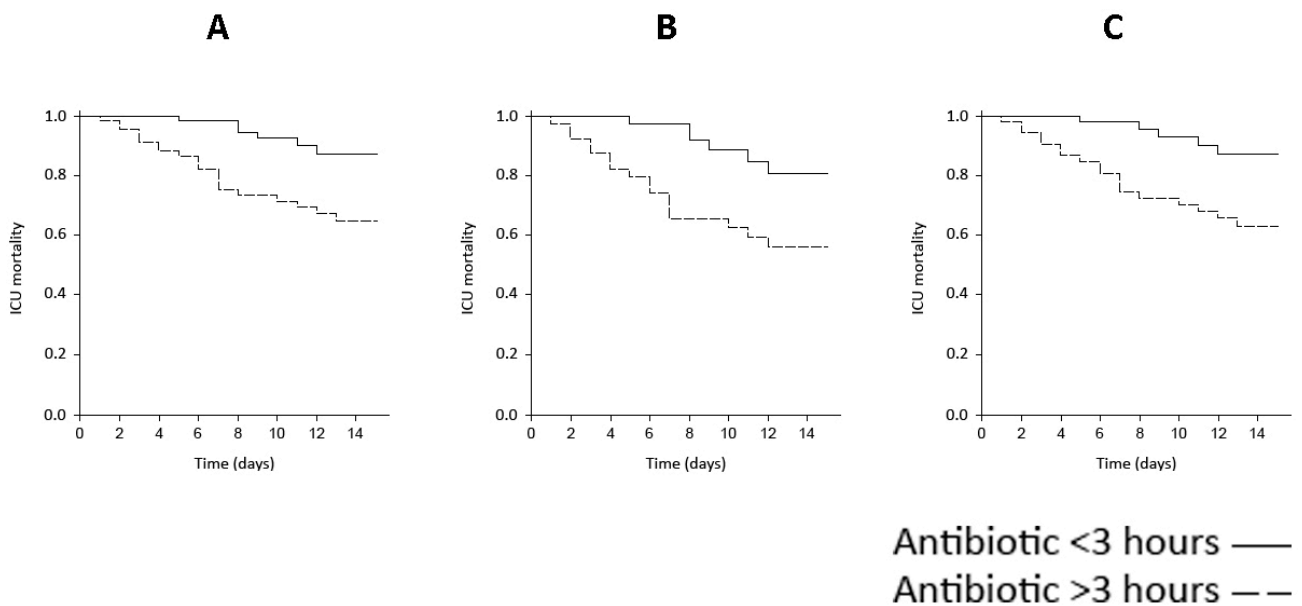 A
B
C
1.0
0.8
0.6
0.4
0.2
0.0
ICU mortality
0 2 4 6 8 10 12 14
Time (days)
1.0
0.8
0.6
0.4
0.2
0.0
ICU mortality
0 2 4 6 8 10 12 14
Time (days)
1.0
0.8
0.6
0.4
0.2
0.0
ICU mortality
0 2 4 6 8 10 12 14
Time (days)
Antibiotic <3 hours
Antibiotic >3 hours